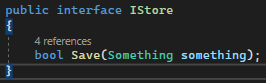 public interface IStore
{
4 references
bool Save(Something something);
}